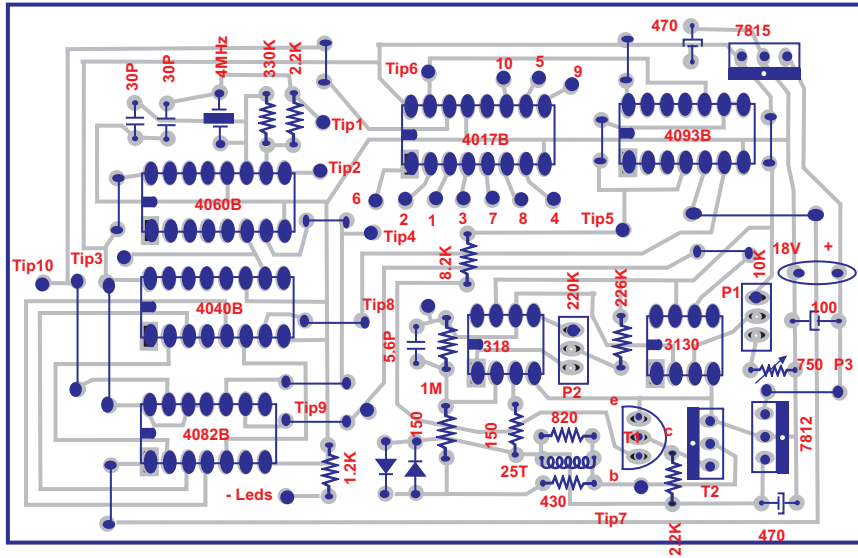 470
7815
30P
30P
4MHz
330K
2.2K
Tip6
10
5
9
Tip1
4017B
4093B
Tip2
6
2
1
3
7
8
4
Tip5
4060B
Tip4
Tip10
Tip3
8.2K
18V
+
10K
4040B
Tip8
220K
226K
P1
5.6P
100
318
3130
1M
P2
750
P3
Tip9
150
150
820
e
T1
c
7812
4082B
1.2K
25T
b
T2
- Leds
430
Tip7
2.2K
470